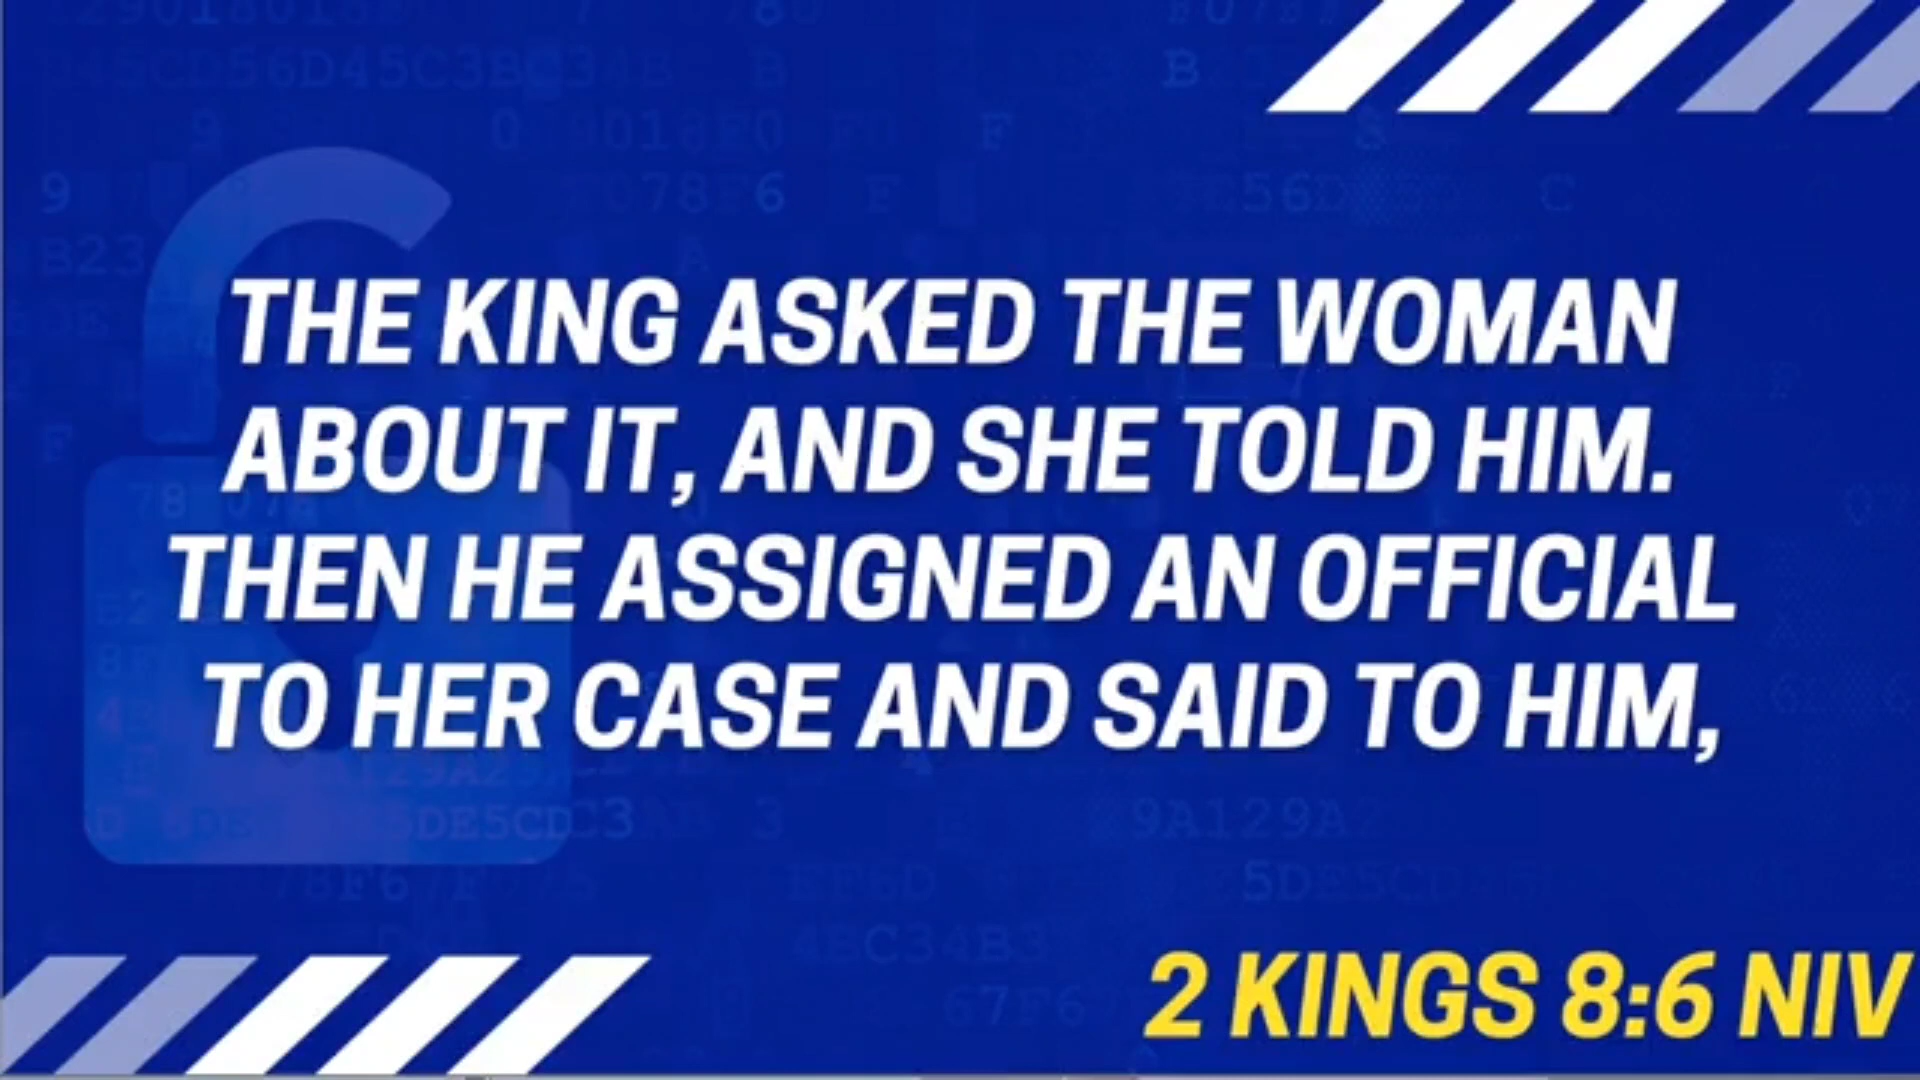 THE KING ASKED THE WOMAN
ABOUT IT, AND SHE TOLD HIM.
THEN HE ASSIGNED AN OFFICIAL
TO HER CASE AND SAID TO HIM,
2 KINGS 8:6 NIV